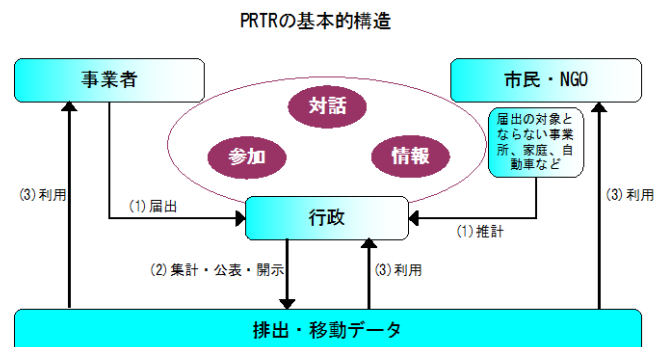 PRTRの基本的構造
事業者
市民・NGO
対話
参加
情報
届出の対象と
ならない事業
所、家庭、自
動車など
(3)利用
(1)届出
行政
(1)推計
(3)利用
(2)集計・公表・開示
(3)利用
排出・移動データ